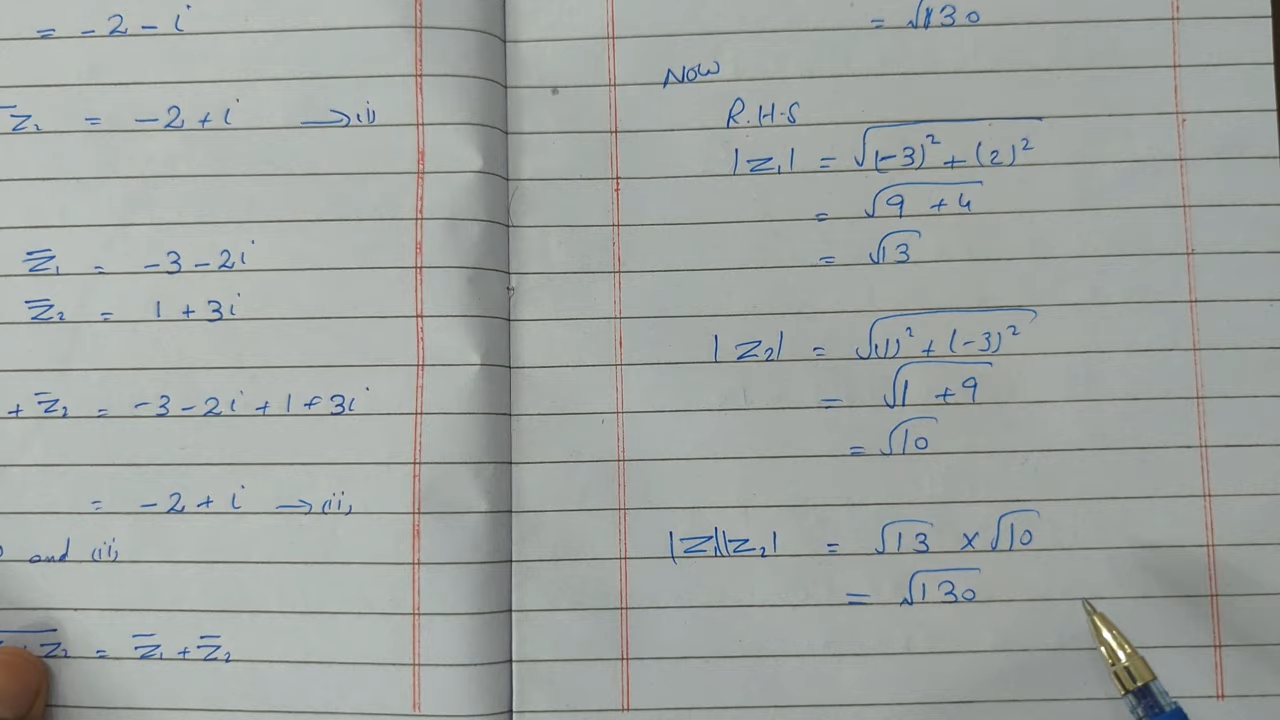 = -2 - i
z̄₂ = -2 + i → (i)
z̄₁ = -3 - 2i
z̄₂ = 1 + 3i
+ z̄₂ = -3 - 2i + 1 + 3i
= -2 + i → (ii)
and (ii)
z₂ = z̄₁ + z̄₂
= √130
Now
R.H.S
|z₁| = √(-3)² + (2)²
= √9 + 4
= √13
|z₂| = √(1)² + (-3)²
= √1 + 9
= √10
|z₁||z₂| = √13 × √10
= √130